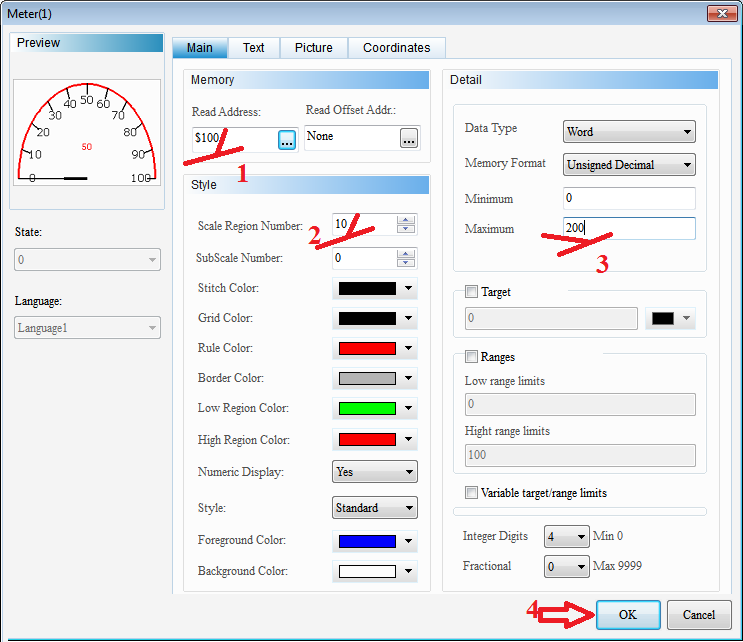 Meter(1)
Preview
0 10 20 30 40 50 60 70 80 90 100
50
State:
0
Language:
Language1
Main Text Picture Coordinates
Memory
Read Address: Read Offset Addr.:
$100 ... None ...
1
Style
Scale Region Number: 10
2
SubScale Number: 0
Stitch Color:
Grid Color:
Rule Color:
Border Color:
Low Region Color:
High Region Color:
Numeric Display: Yes
Style: Standard
Foreground Color:
Background Color:
Detail
Data Type Word
Memory Format Unsigned Decimal
Minimum 0
Maximum 200
3
Target
0
Ranges
Low range limits
0
Hight range limits
100
Variable target/range limits
Integer Digits 4 Min 0
Fractional 0 Max 9999
4 OK Cancel